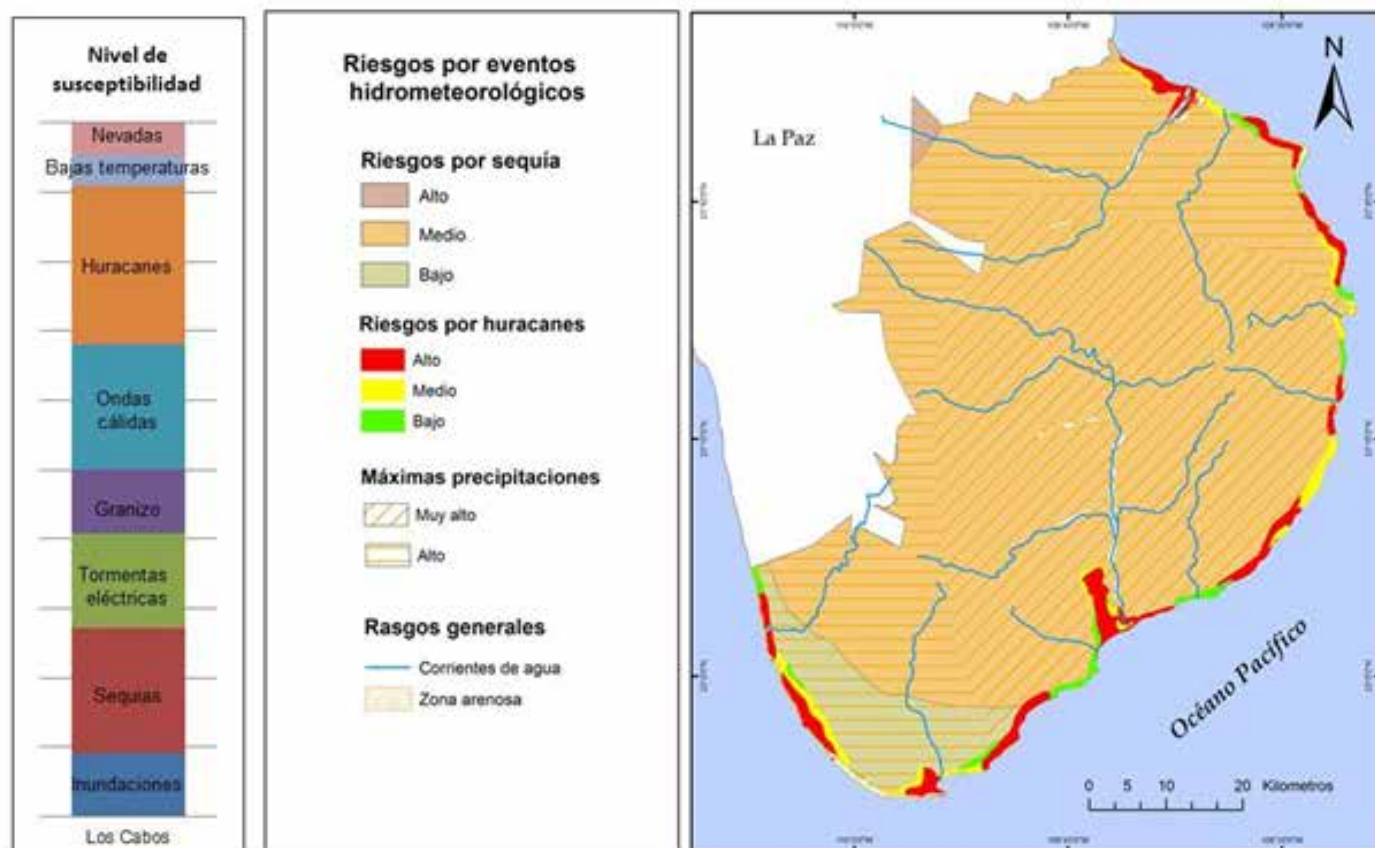 Nivel de
susceptibilidad
Nevadas
Bajas temperaturas
Huracanes
Ondas
cálidas
Granizo
Tormentas
eléctricas
Sequias
Inundaciones
Los Cabos
Riesgos por eventos
hidrometeorológicos
Riesgos por sequía
Alto
Medio
Bajo
Riesgos por huracanes
Alto
Medio
Bajo
Máximas precipitaciones
Muy alto
Alto
Rasgos generales
Corrientes de agua
Zona arenosa
N
La Paz
Océano Pacífico
0 5 10 20 Kilometros